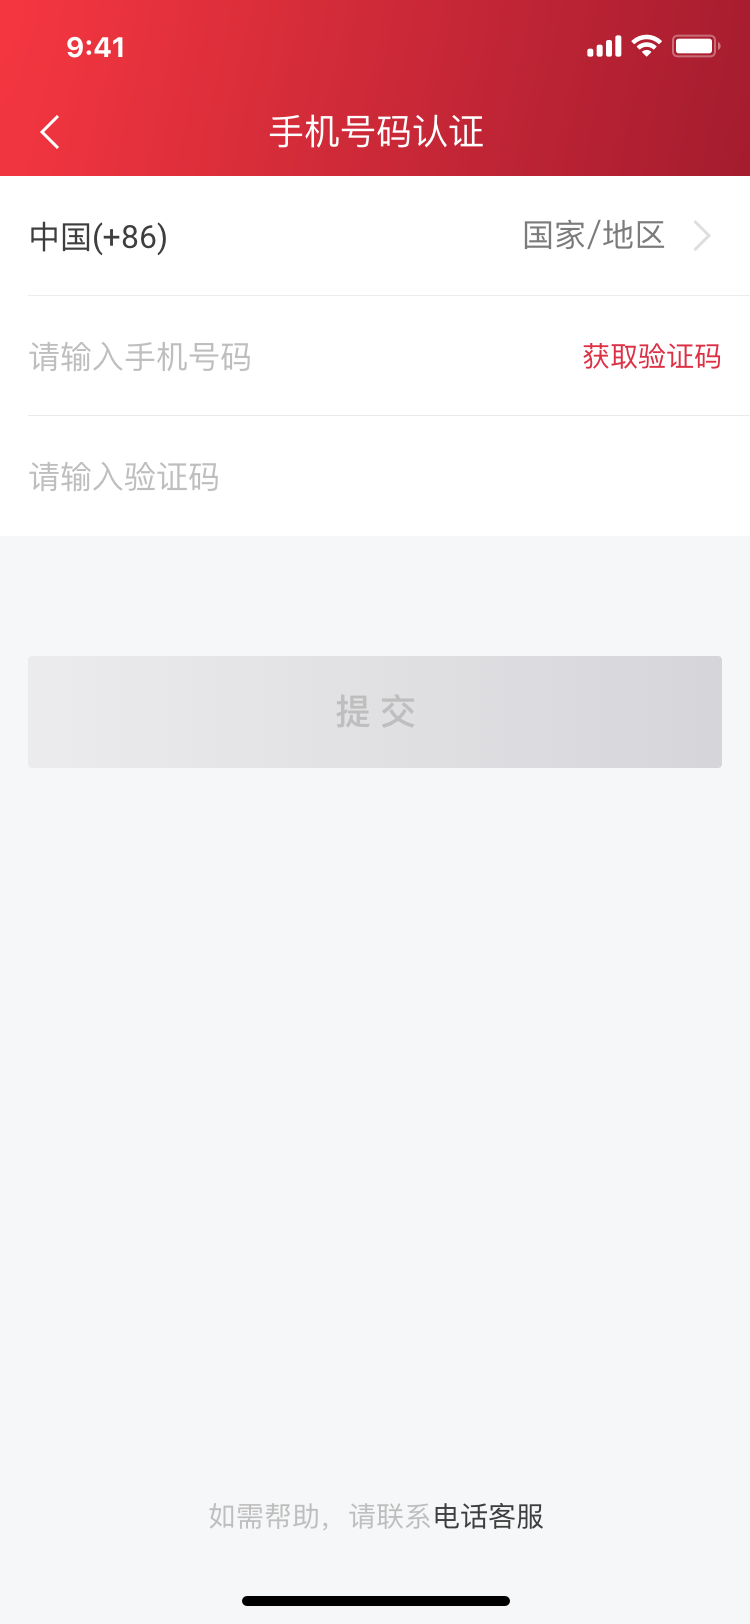 9:41
手机号码认证
中国(+86) 国家/地区
请输入手机号码 获取验证码
请输入验证码
提 交
如需帮助，请联系电话客服